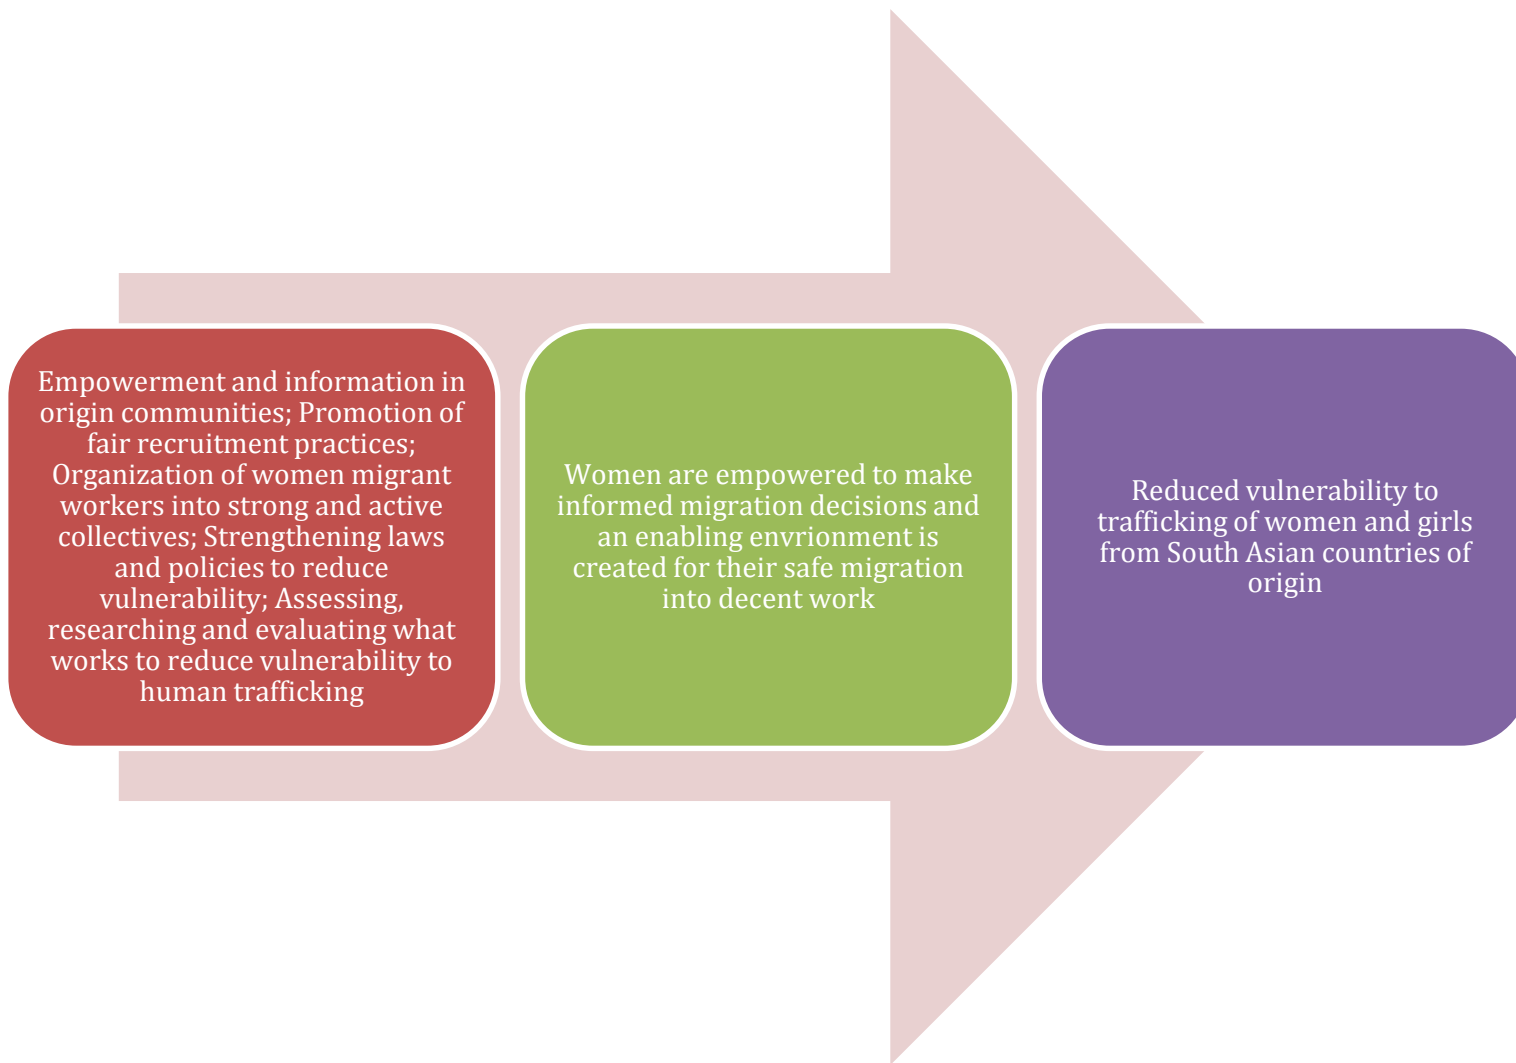 Empowerment and information in
origin communities; Promotion of
fair recruitment practices;
Organization of women migrant
workers into strong and active
collectives; Strengthening laws
and policies to reduce
vulnerability; Assessing,
researching and evaluating what
works to reduce vulnerability to
human trafficking
Women are empowered to make
informed migration decisions and
an enabling envrionment is
created for their safe migration
into decent work
Reduced vulnerability to
trafficking of women and girls
from South Asian countries of
origin